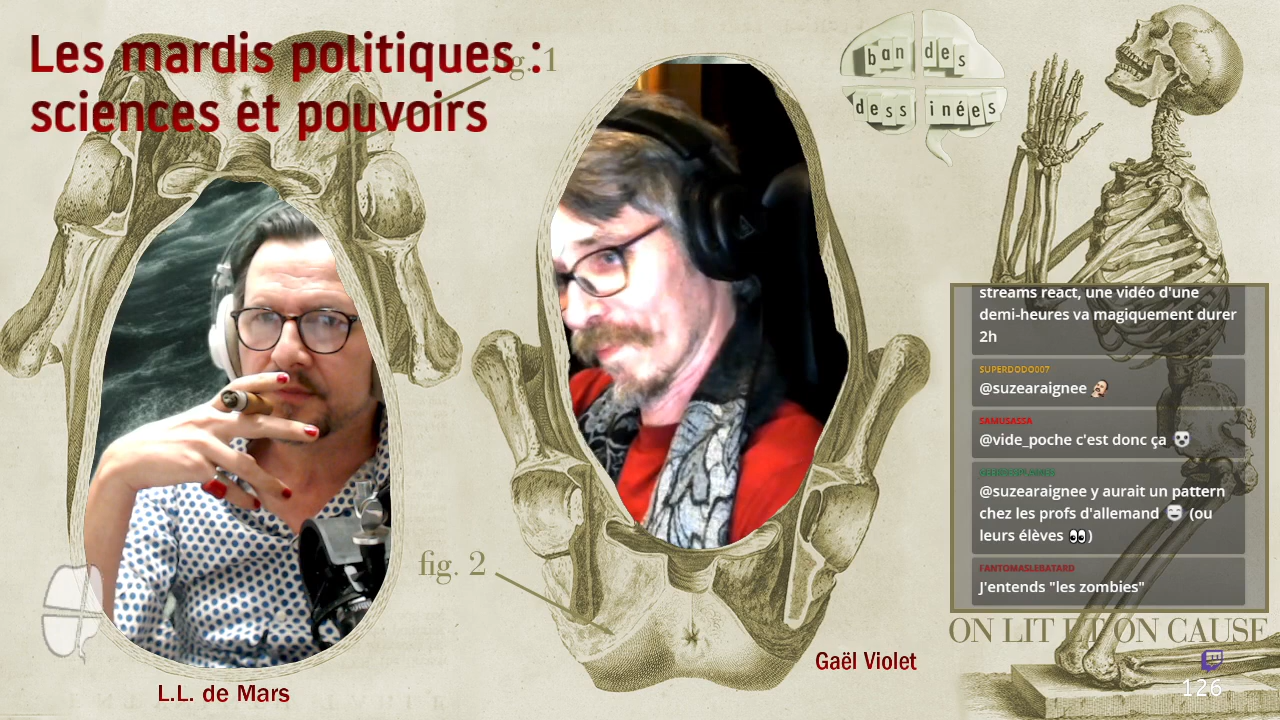 Les mardis politiques :
sciences et pouvoirs
fig. 1
ban des
dess inées
streams react, une vidéo d'une
demi-heures va magiquement durer
2h
SUPERDODO007
@suzearaignee
SAMUSASSA
@vide_poche c'est donc ça
@suzearaignee y aurait un pattern
chez les profs d'allemand (ou
leurs élèves )
FANTOMASLEBATARD
J'entends "les zombies"
fig. 2
ON LIT ET ON CAUSE
Gaël Violet
126
L.L. de Mars